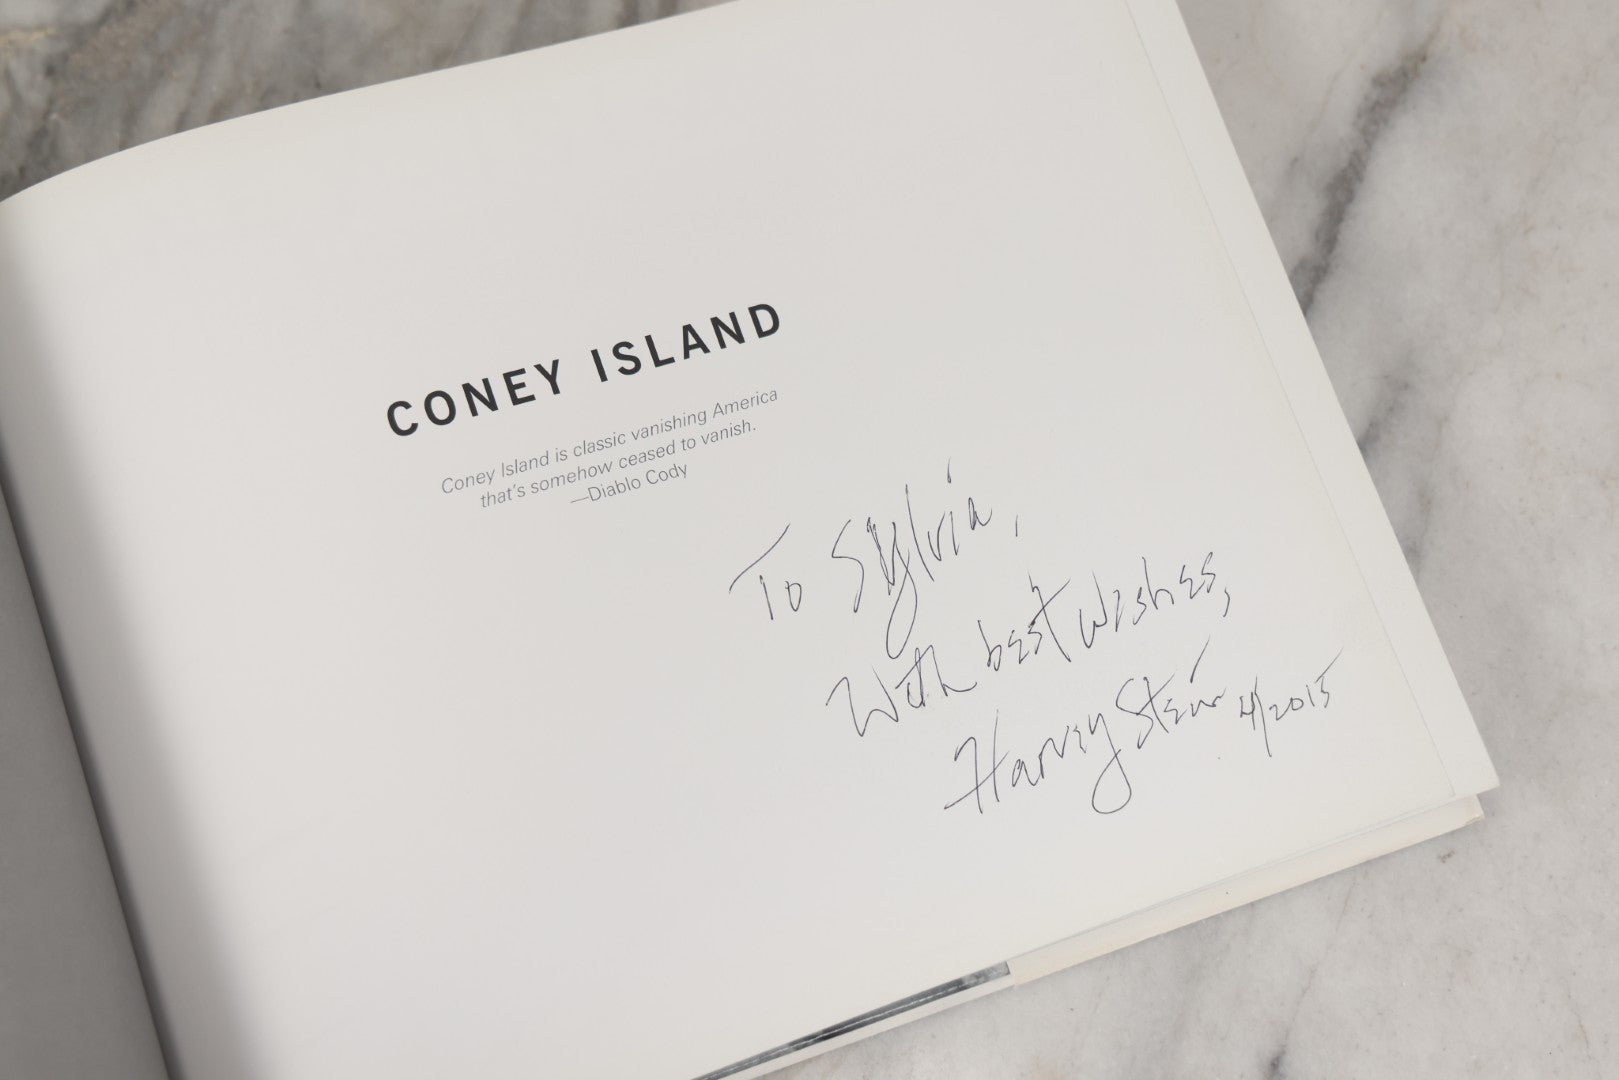 CONEY ISLAND
Coney Island is classic vanishing America
that's somehow ceased to vanish.
—Diablo Cody
To Sylvia,
With best wishes,
Harvey Stein 4/2015